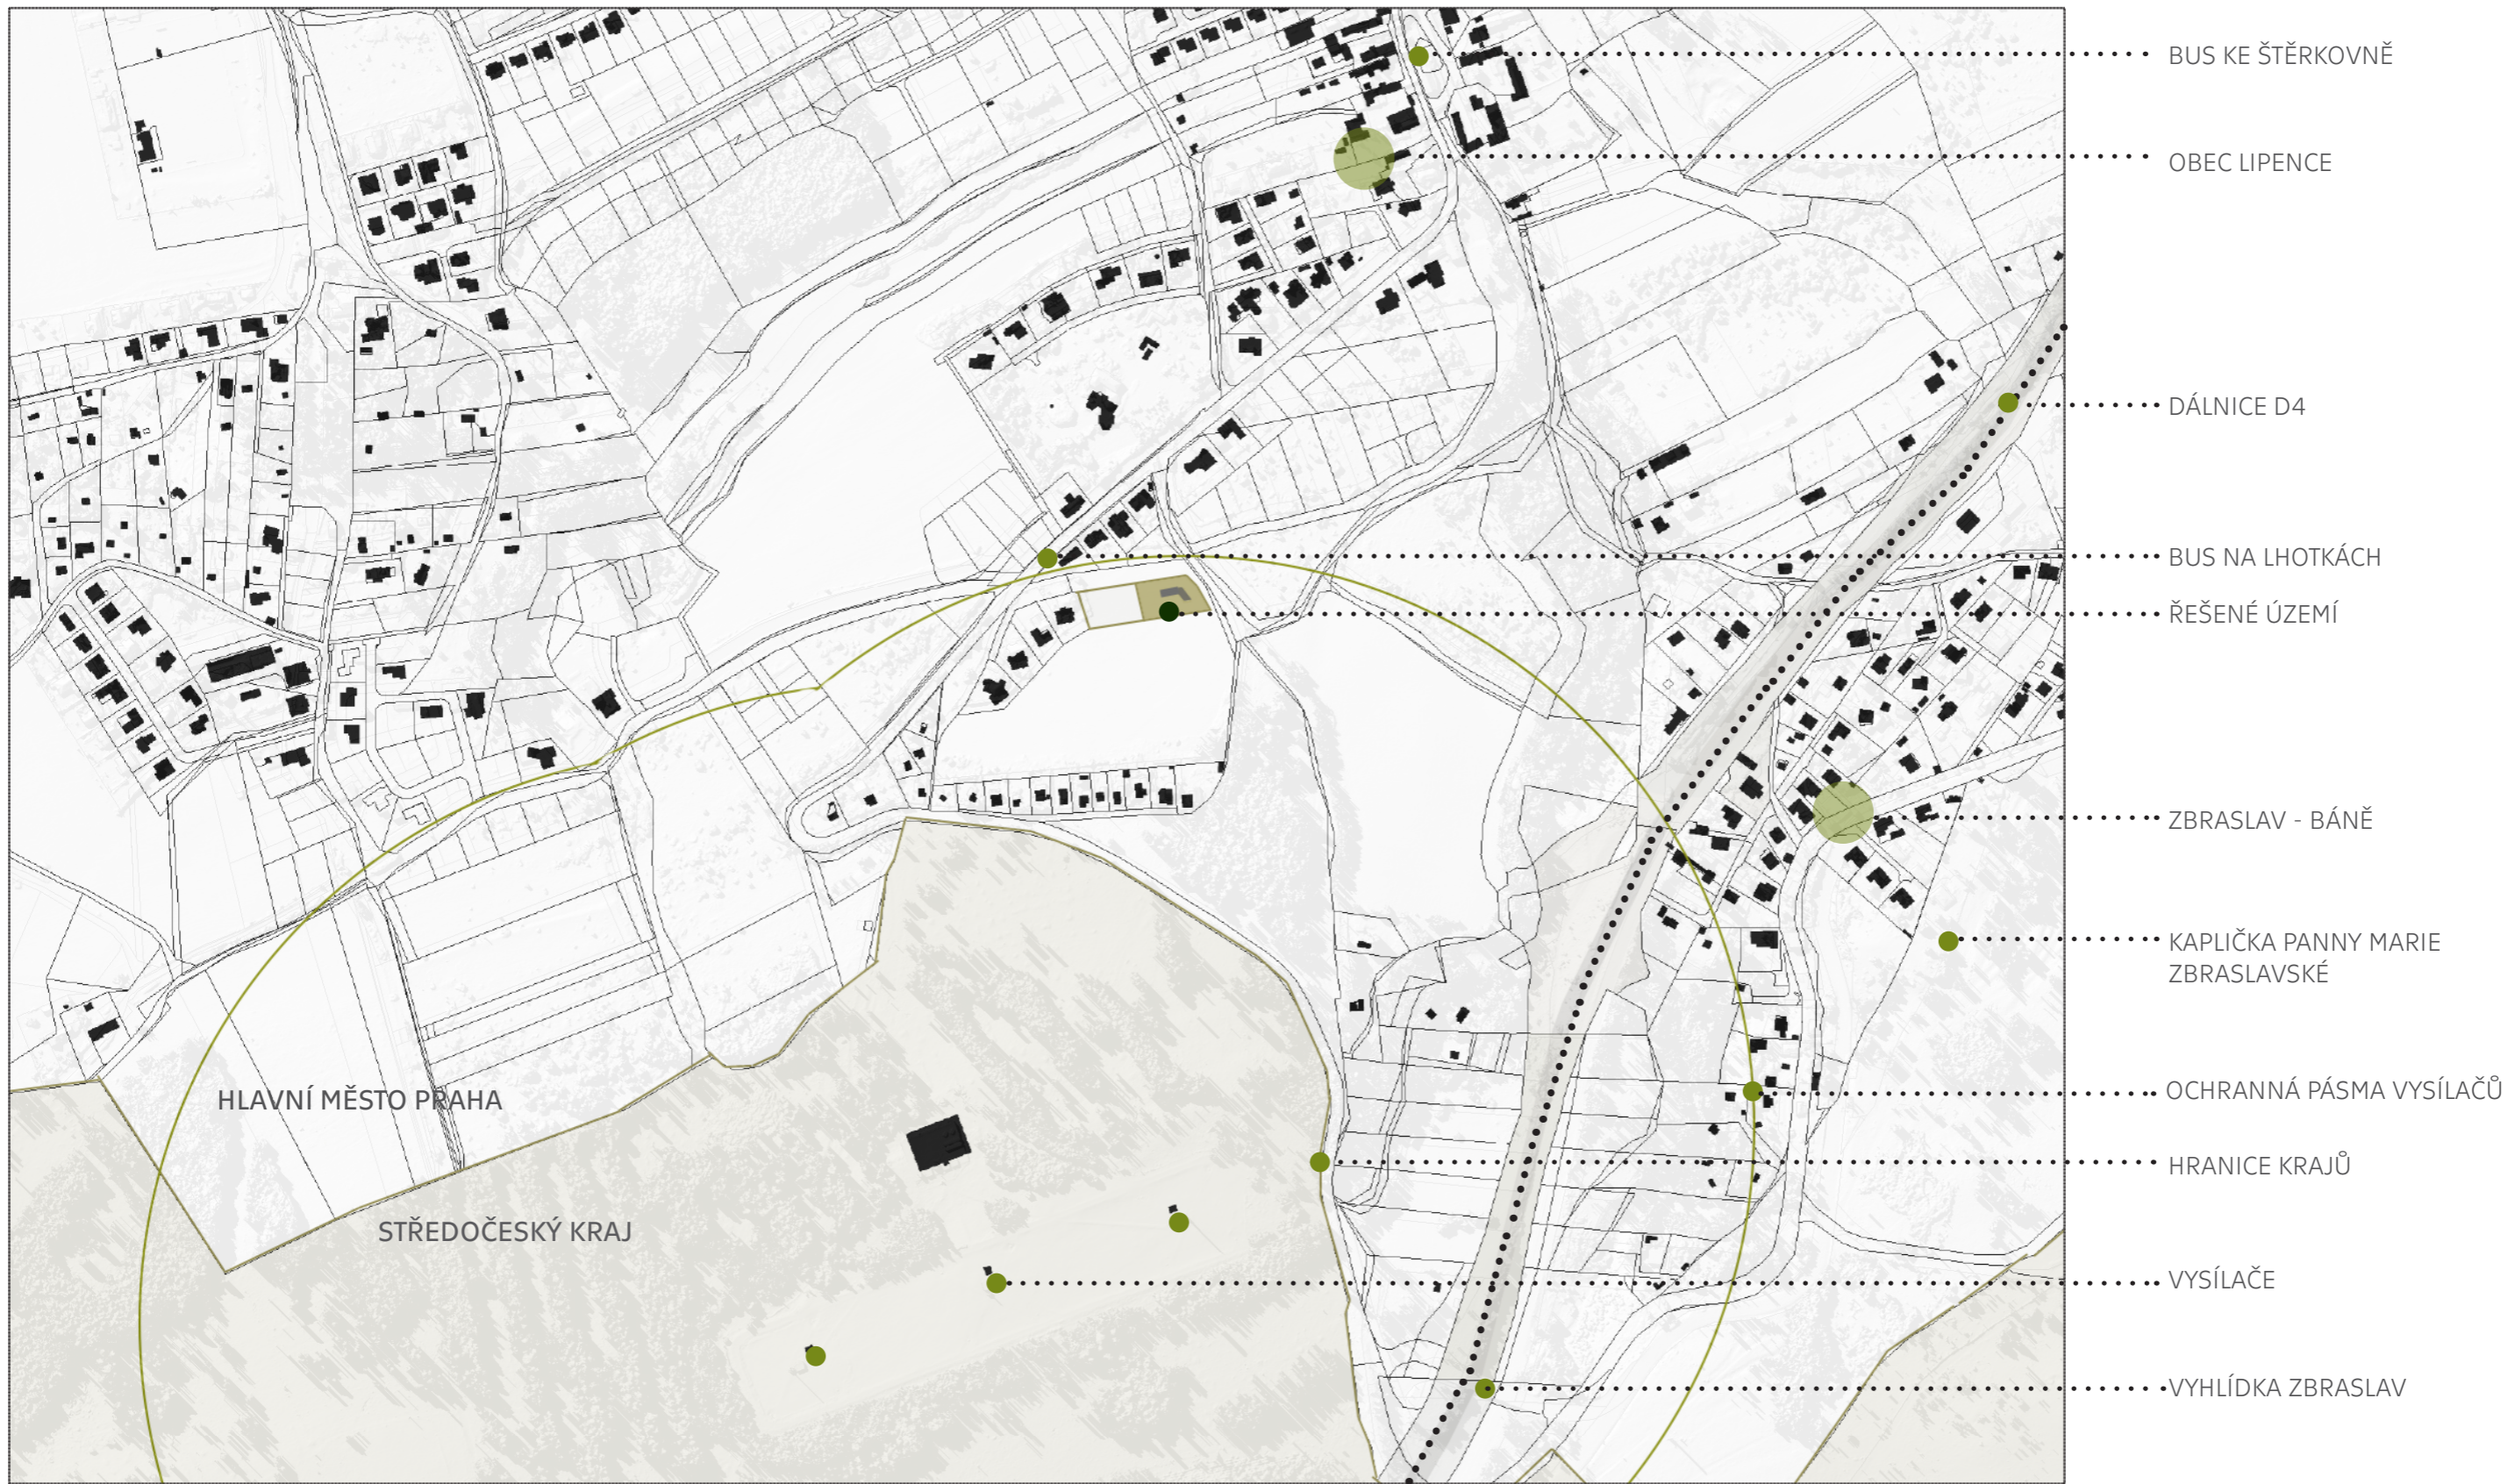 BUS KE ŠTĚRKOVNĚ
OBEC LIPENCE
DÁLNICE D4
BUS NA LHOTKÁCH
ŘEŠENÉ ÚZEMÍ
ZBRASLAV - BÁNĚ
KAPLIČKA PANNY MARIE
ZBRASLAVSKÉ
OCHRANNÁ PÁSMA VYSÍLAČŮ
HLAVNÍ MĚSTO PRAHA
HRANICE KRAJŮ
STŘEDOČESKÝ KRAJ
VYSÍLAČE
VYHLÍDKA ZBRASLAV